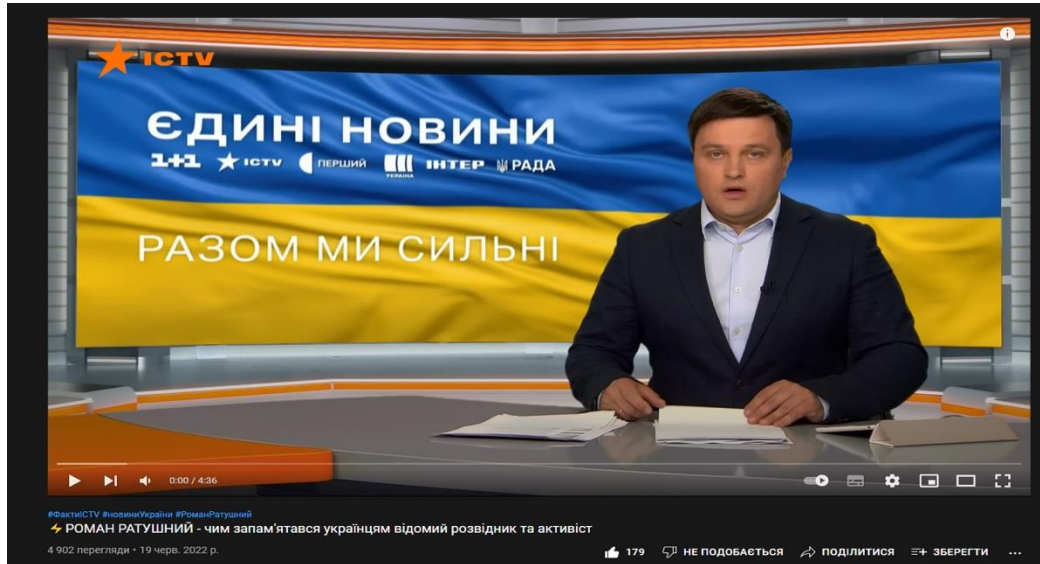 ICTV
ЄДИНІ НОВИНИ
1+1 ICTV ПЕРШИЙ УКРАЇНА ІНТЕР РАДА
РАЗОМ МИ СИЛЬНІ
0:00 / 4:36
#ФактиICTV #новиниУкраїни #РоманРатушний
⚡ РОМАН РАТУШНИЙ - чим запам'ятався українцям відомий розвідник та активіст
4 902 перегляди • 19 черв. 2022 р.
179 НЕ ПОДОБАЄТЬСЯ ПОДІЛИТИСЯ ЗБЕРЕГТИ ...